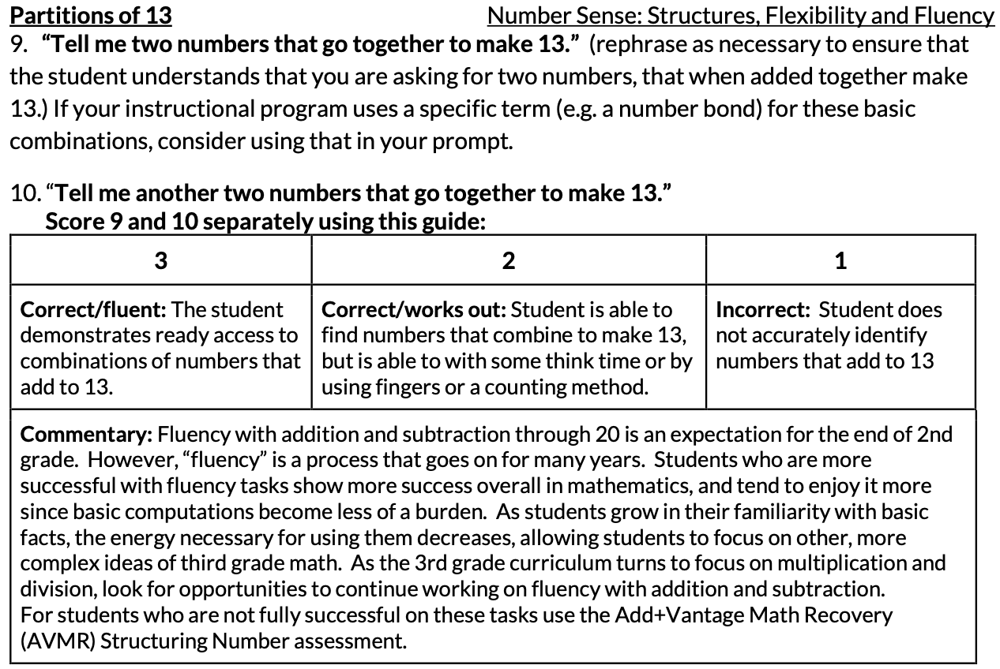 Partitions of 13 Number Sense: Structures, Flexibility and Fluency
9. “Tell me two numbers that go together to make 13.” (rephrase as necessary to ensure that
the student understands that you are asking for two numbers, that when added together make
13.) If your instructional program uses a specific term (e.g. a number bond) for these basic
combinations, consider using that in your prompt.
10. “Tell me another two numbers that go together to make 13.”
Score 9 and 10 separately using this guide:
3
2
1
Correct/fluent: The student
demonstrates ready access to
combinations of numbers that
add to 13.
Correct/works out: Student is able to
find numbers that combine to make 13,
but is able to with some think time or by
using fingers or a counting method.
Incorrect: Student does
not accurately identify
numbers that add to 13
Commentary: Fluency with addition and subtraction through 20 is an expectation for the end of 2nd
grade. However, “fluency” is a process that goes on for many years. Students who are more
successful with fluency tasks show more success overall in mathematics, and tend to enjoy it more
since basic computations become less of a burden. As students grow in their familiarity with basic
facts, the energy necessary for using them decreases, allowing students to focus on other, more
complex ideas of third grade math. As the 3rd grade curriculum turns to focus on multiplication and
division, look for opportunities to continue working on fluency with addition and subtraction.
For students who are not fully successful on these tasks use the Add+Vantage Math Recovery
(AVMR) Structuring Number assessment.